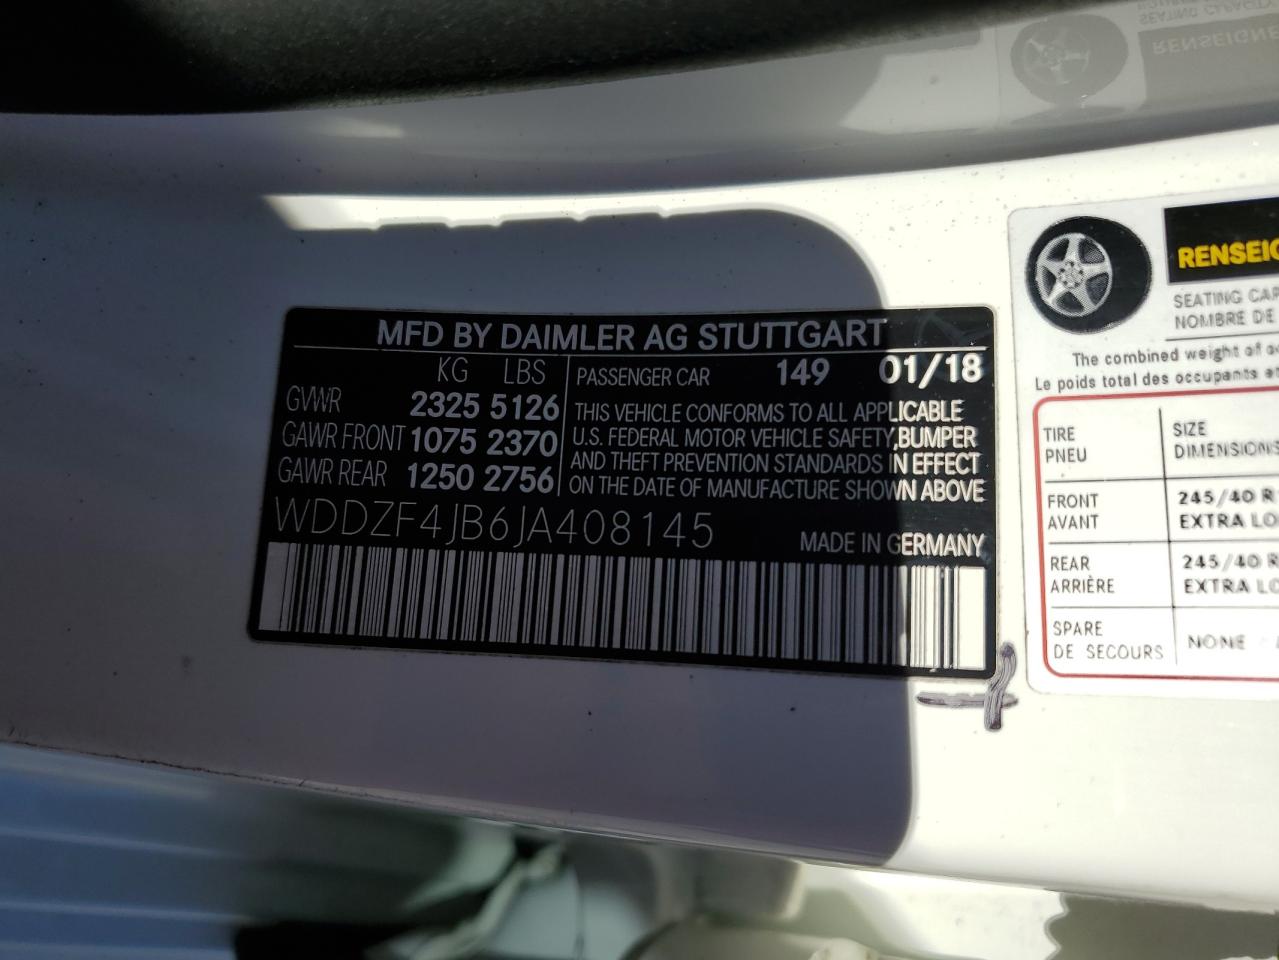 MFD BY DAIMLER AG STUTTGART
KG LBS
GVWR 2325 5126
GAWR FRONT 1075 2370
GAWR REAR 1250 2756
PASSENGER CAR 149 01/18
THIS VEHICLE CONFORMS TO ALL APPLICABLE
U.S. FEDERAL MOTOR VEHICLE SAFETY,BUMPER
AND THEFT PREVENTION STANDARDS IN EFFECT
ON THE DATE OF MANUFACTURE SHOWN ABOVE
WDDZF4JB6JA408145
MADE IN GERMANY
RENSEIG
SEATING CAP
NOMBRE DE
The combined weight of
Le poids total des occupants et
TIRE SIZE
PNEU DIMENSIONS
FRONT 245/40 R
AVANT EXTRA LO
REAR 245/40 R
ARRIÈRE EXTRA LO
SPARE
DE SECOURS NONE
SEATING CAPACITY
RENSEIGNE